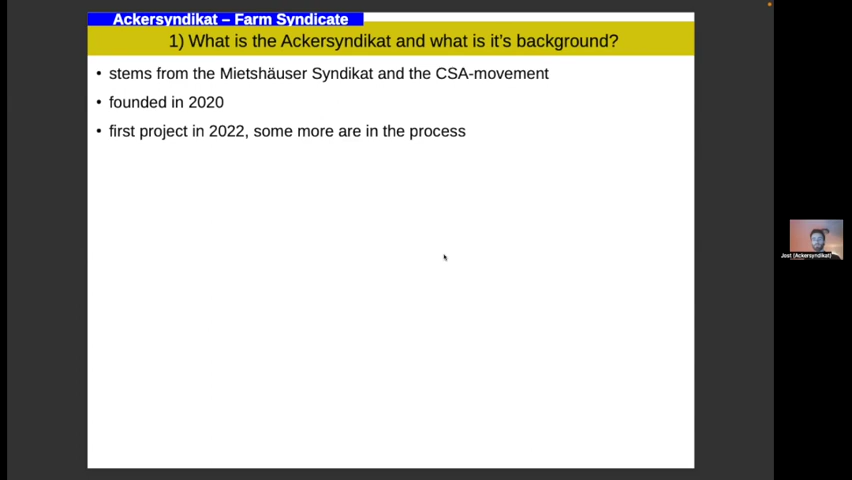 Ackersyndikat – Farm Syndicate
1) What is the Ackersyndikat and what is it's background?
• stems from the Mietshäuser Syndikat and the CSA-movement
• founded in 2020
• first project in 2022, some more are in the process
Jost (Ackersyndikat)